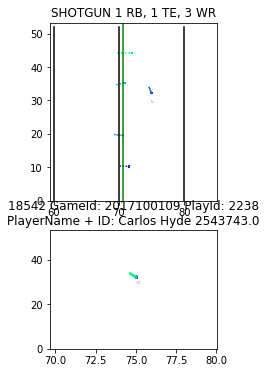 SHOTGUN 1 RB, 1 TE, 3 WR
50
40
30
20
10
0
60 70 80
18542 GameId: 2017100109 PlayId: 2238
PlayerName + ID: Carlos Hyde 2543743.0
40
20
0
70.0 72.5 75.0 77.5 80.0